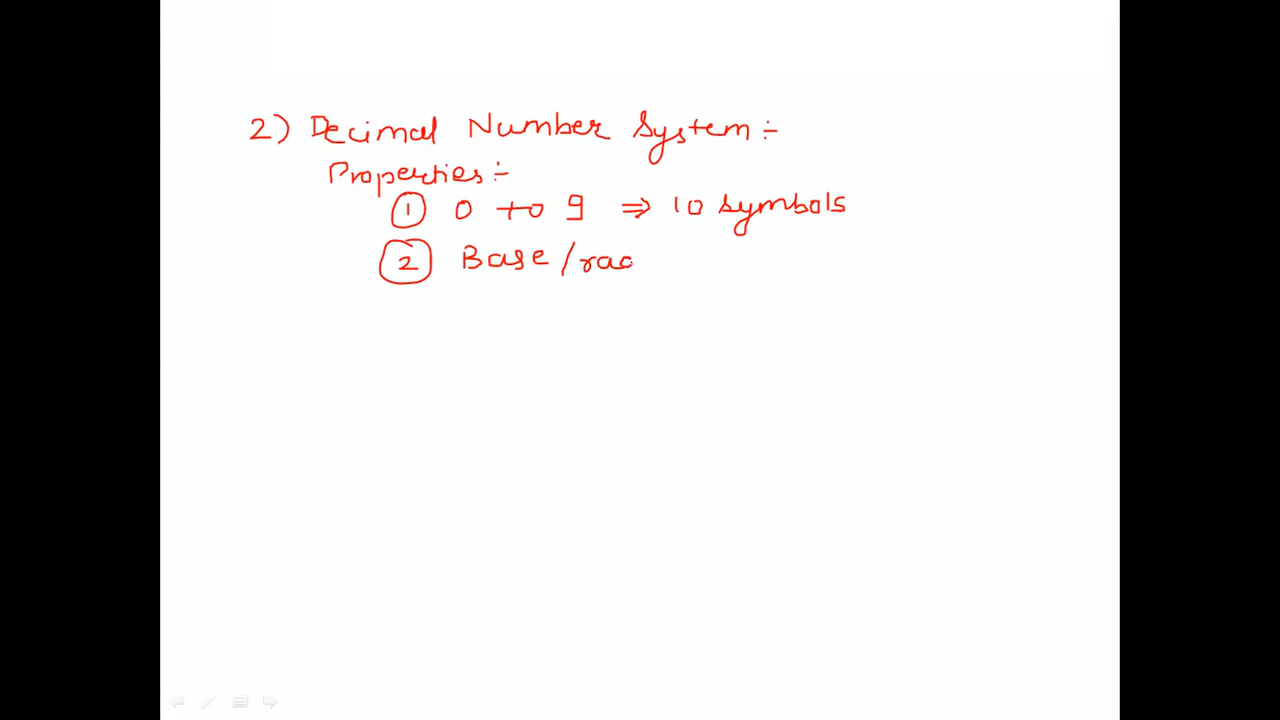 2) Decimal Number System :-
Properties :-
① 0 to 9 ⇒ 10 symbols
② Base/rac